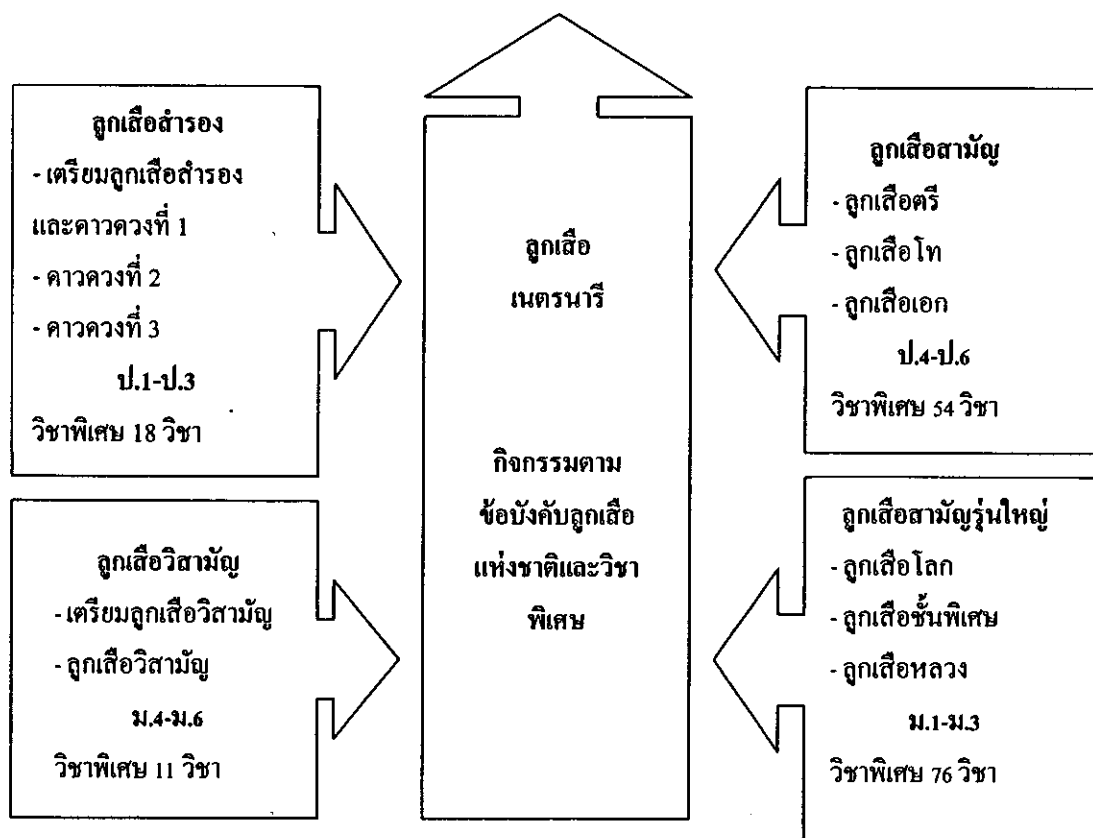 ลูกเสือสำรอง
- เตรียมลูกเสือสำรอง
และดาวดวงที่ 1
- ดาวดวงที่ 2
- ดาวดวงที่ 3
ป.1-ป.3
วิชาพิเศษ 18 วิชา
ลูกเสือ
เนตรนารี
กิจกรรมตาม
ข้อบังคับลูกเสือ
แห่งชาติและวิชา
พิเศษ
ลูกเสือสามัญ
- ลูกเสือตรี
- ลูกเสือโท
- ลูกเสือเอก
ป.4-ป.6
วิชาพิเศษ 54 วิชา
ลูกเสือวิสามัญ
- เตรียมลูกเสือวิสามัญ
- ลูกเสือวิสามัญ
ม.4-ม.6
วิชาพิเศษ 11 วิชา
ลูกเสือสามัญรุ่นใหญ่
- ลูกเสือโลก
- ลูกเสือชั้นพิเศษ
- ลูกเสือหลวง
ม.1-ม.3
วิชาพิเศษ 76 วิชา